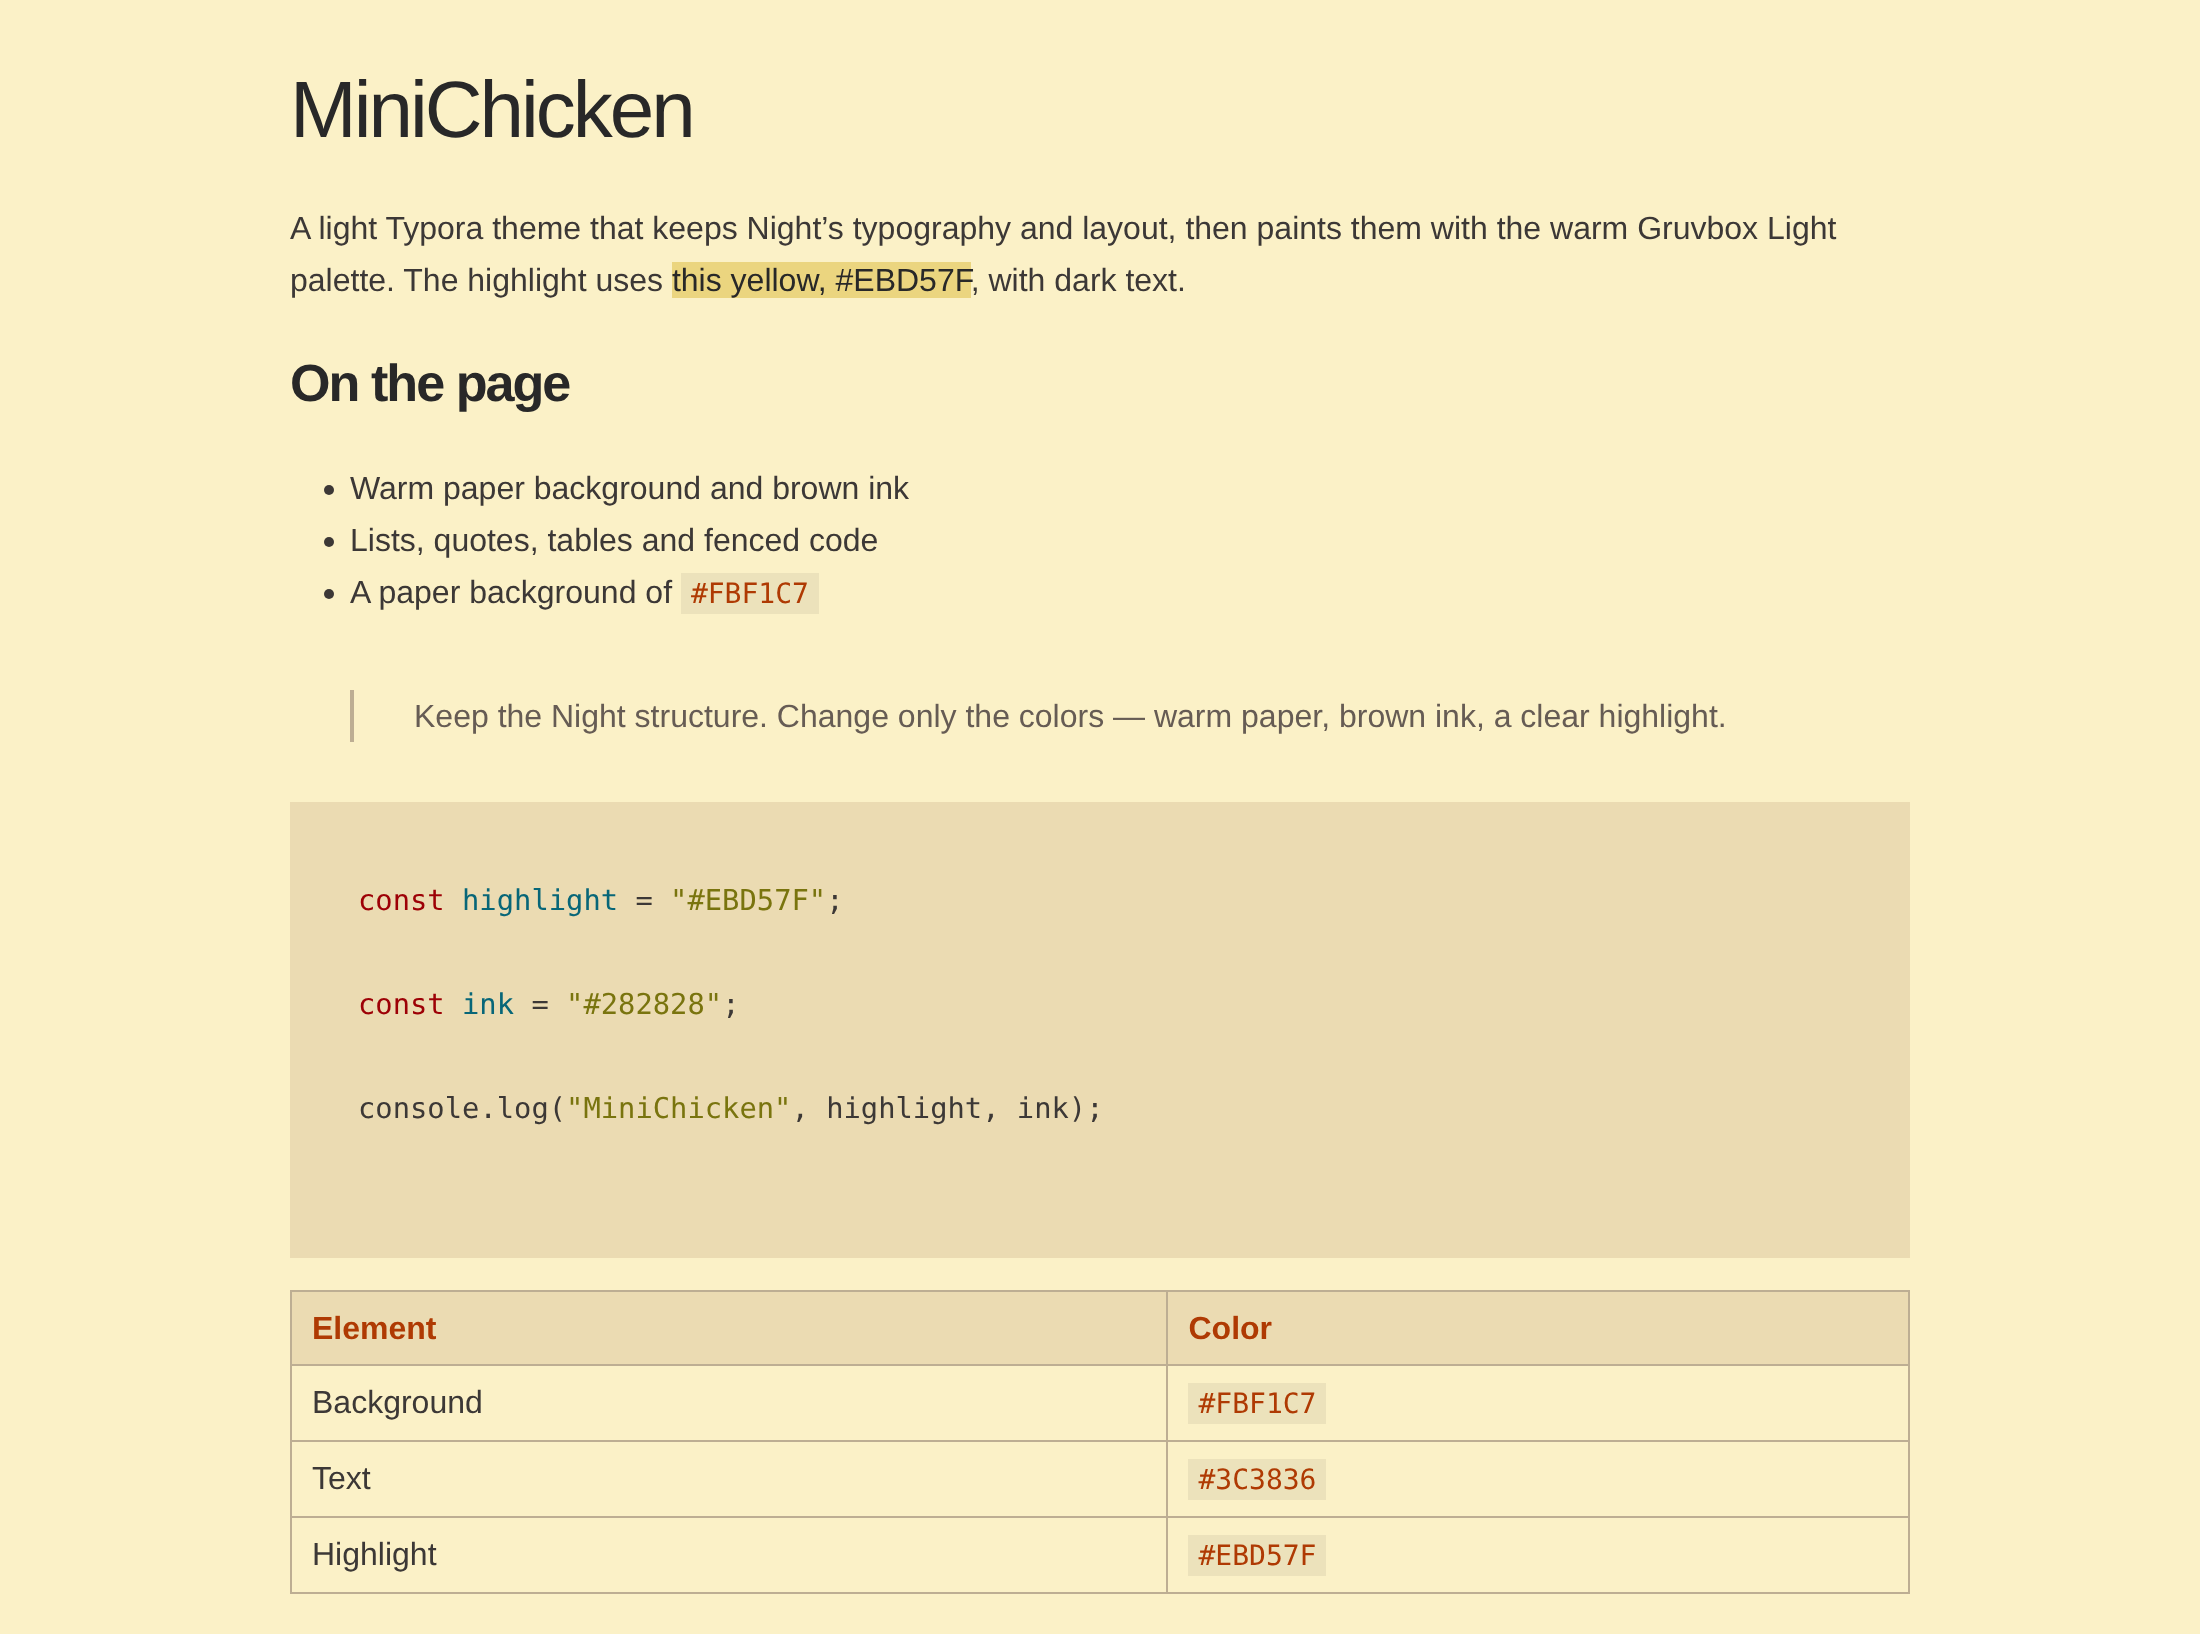 MiniChicken
A light Typora theme that keeps Night’s typography and layout, then paints them with the warm Gruvbox Light
palette. The highlight uses this yellow, #EBD57F, with dark text.
On the page
• Warm paper background and brown ink
• Lists, quotes, tables and fenced code
• A paper background of #FBF1C7
Keep the Night structure. Change only the colors — warm paper, brown ink, a clear highlight.
const highlight = "#EBD57F";
const ink = "#282828";
console.log("MiniChicken", highlight, ink);
Element Color
Background #FBF1C7
Text #3C3836
Highlight #EBD57F